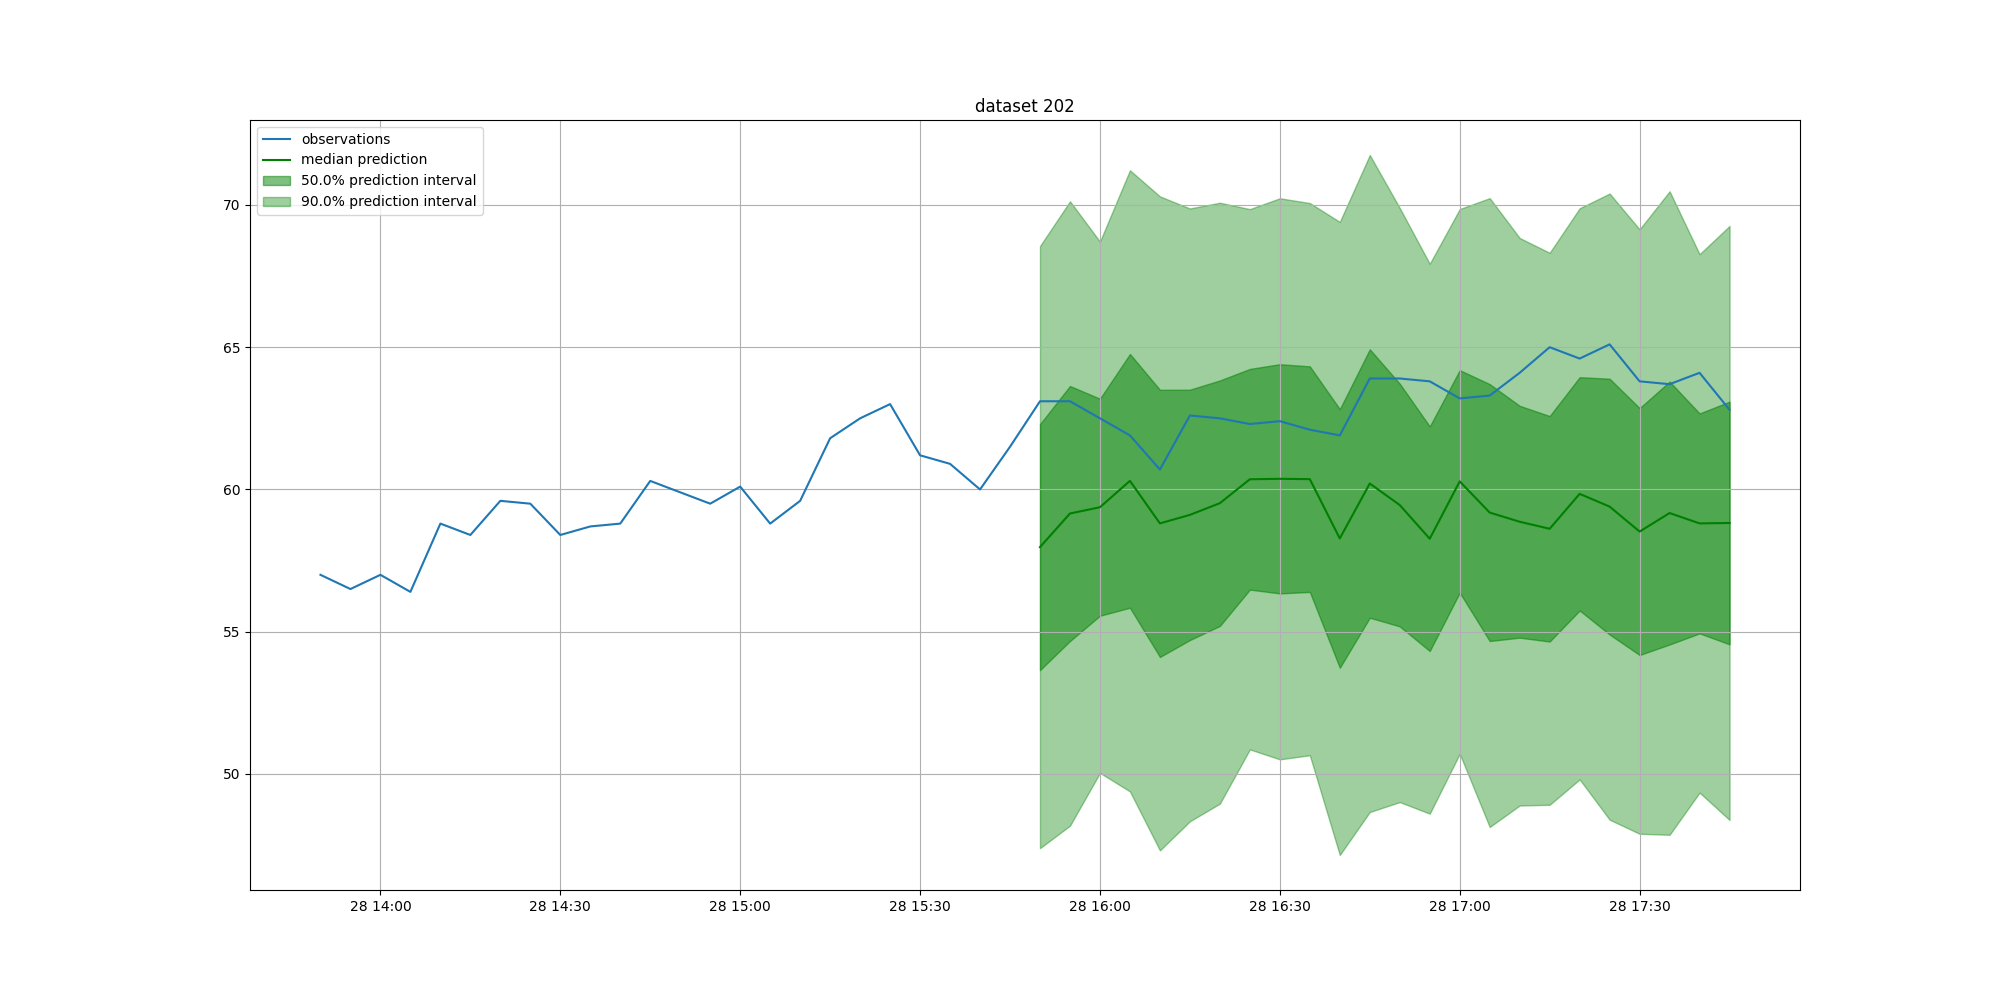 dataset 202
observations
median prediction
50.0% prediction interval
90.0% prediction interval
70
65
60
55
50
28 14:00 28 14:30 28 15:00 28 15:30 28 16:00 28 16:30 28 17:00 28 17:30